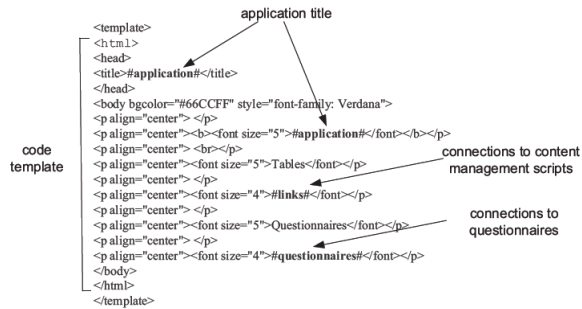 application title
<template>
<html>
<head>
<title>#application#</title>
</head>
<body bgcolor="#66CCFF" style="font-family: Verdana">
<p align="center"> </p>
<p align="center"><b><font size="5">#application#</font></b></p>
<p align="center"> <br></p>
<p align="center"><font size="5">Tables</font></p>
<p align="center"> </p>
<p align="center"><font size="4">#links#</font></p>
<p align="center"> </p>
<p align="center"><font size="5">Questionnaires</font></p>
<p align="center"> </p>
<p align="center"><font size="4">#questionnaires#</font></p>
</body>
</html>
</template>
code
template
connections to content
management scripts
connections to
questionnaires